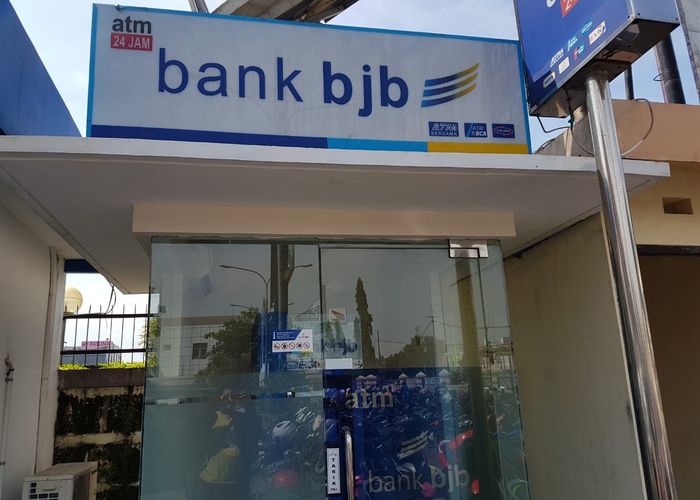 atm
24 JAM
bank bjb
ATM
BERSAMA
ATM
BCA
atm
TARIK
bank bjb